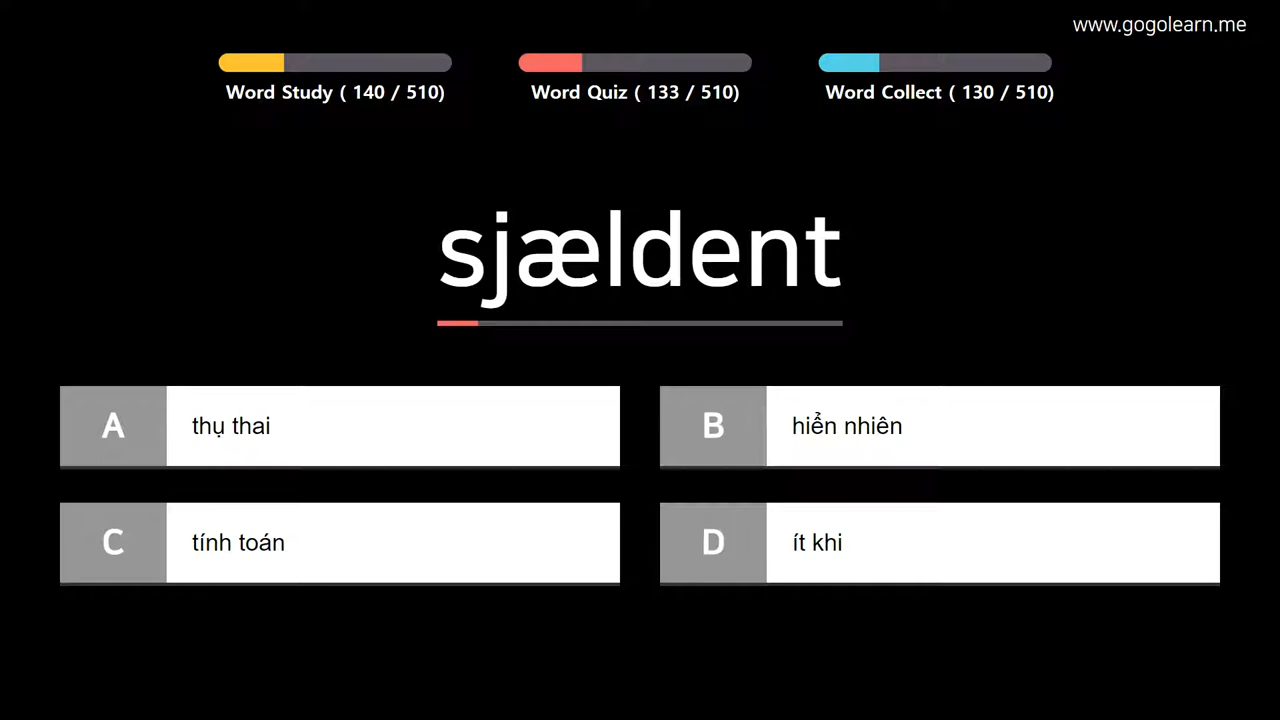 www.gogolearn.me
Word Study ( 140 / 510)
Word Quiz ( 133 / 510)
Word Collect ( 130 / 510)
sjældent
A thụ thai
B hiển nhiên
C tính toán
D ít khi